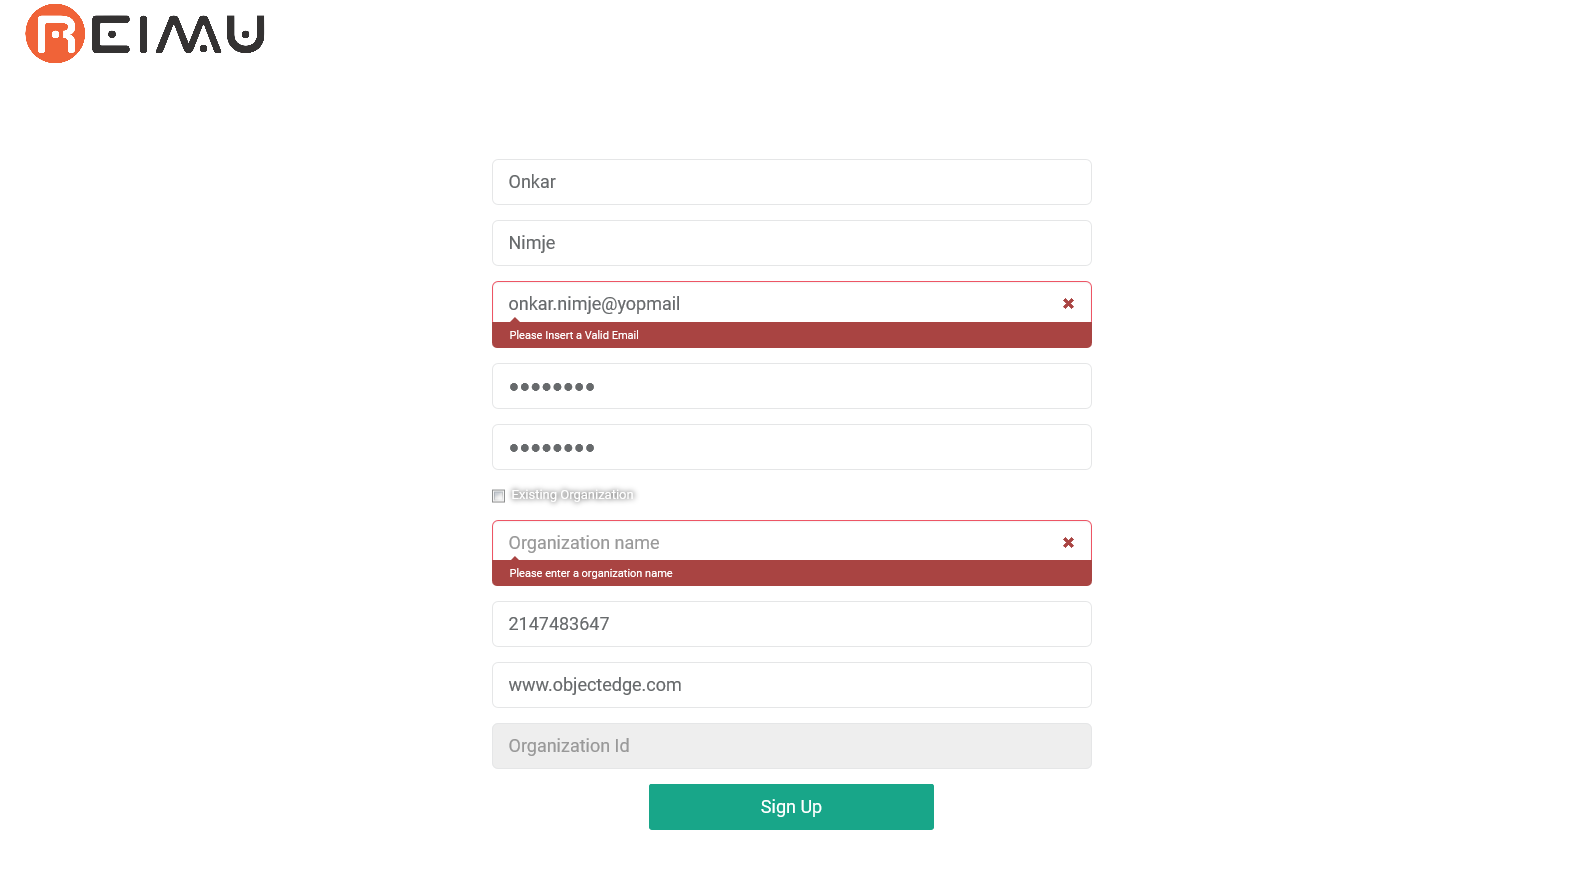 REIMU
Onkar
Nimje
onkar.nimje@yopmail
Please Insert a Valid Email
••••••••
••••••••
Existing Organization
Organization name
Please enter a organization name
2147483647
www.objectedge.com
Organization Id
Sign Up